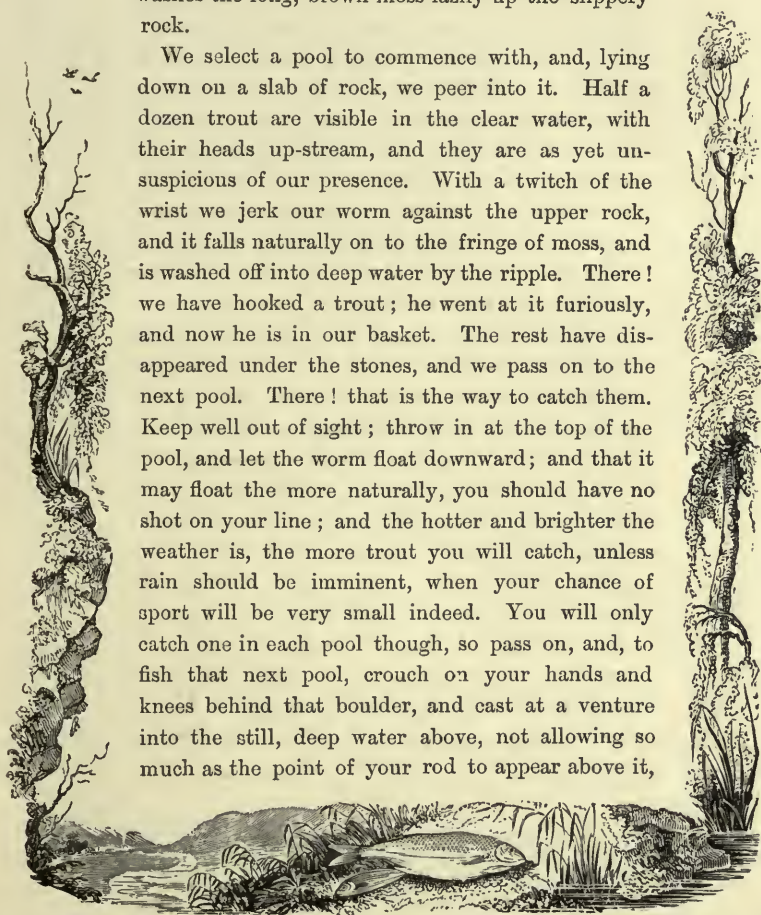 rock.
We select a pool to commence with, and, lying
down on a slab of rock, we peer into it. Half a
dozen trout are visible in the clear water, with
their heads up-stream, and they are as yet un-
suspicious of our presence. With a twitch of the
wrist we jerk our worm against the upper rock,
and it falls naturally on to the fringe of moss, and
is washed off into deep water by the ripple. There!
we have hooked a trout; he went at it furiously,
and now he is in our basket. The rest have dis-
appeared under the stones, and we pass on to the
next pool. There! that is the way to catch them.
Keep well out of sight; throw in at the top of the
pool, and let the worm float downward; and that it
may float the more naturally, you should have no
shot on your line; and the hotter and brighter the
weather is, the more trout you will catch, unless
rain should be imminent, when your chance of
sport will be very small indeed. You will only
catch one in each pool though, so pass on, and, to
fish that next pool, crouch on your hands and
knees behind that boulder, and cast at a venture
into the still, deep water above, not allowing so
much as the point of your rod to appear above it,